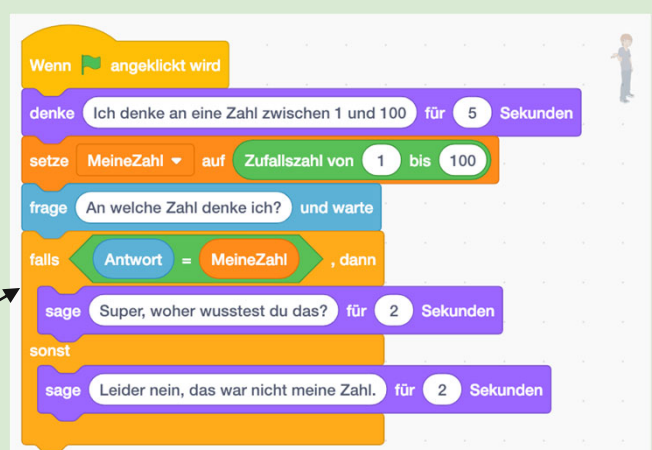 Wenn angeklickt wird
denke Ich denke an eine Zahl zwischen 1 und 100 für 5 Sekunden
setze MeineZahl auf Zufallszahl von 1 bis 100
frage An welche Zahl denke ich? und warte
falls Antwort = MeineZahl , dann
sage Super, woher wusstest du das? für 2 Sekunden
sonst
sage Leider nein, das war nicht meine Zahl. für 2 Sekunden